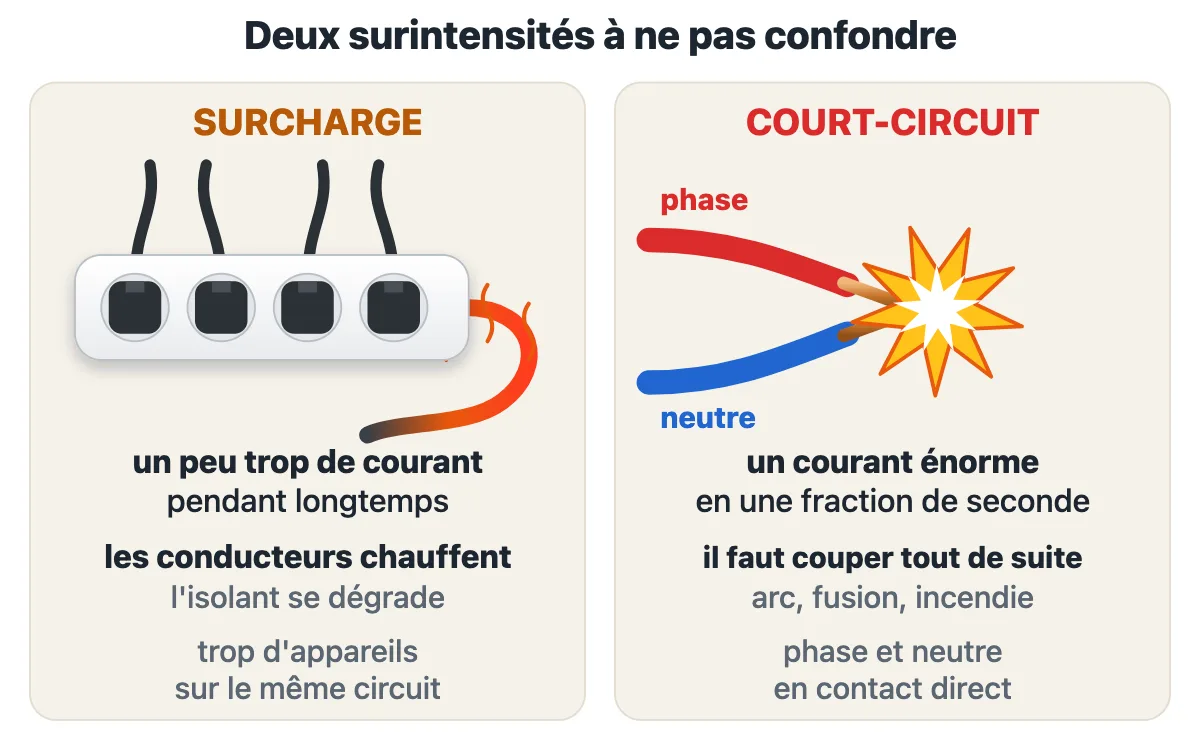 Deux surintensités à ne pas confondre
SURCHARGE
un peu trop de courant
pendant longtemps
les conducteurs chauffent
l'isolant se dégrade
trop d'appareils
sur le même circuit
COURT-CIRCUIT
phase
neutre
un courant énorme
en une fraction de seconde
il faut couper tout de suite
arc, fusion, incendie
phase et neutre
en contact direct